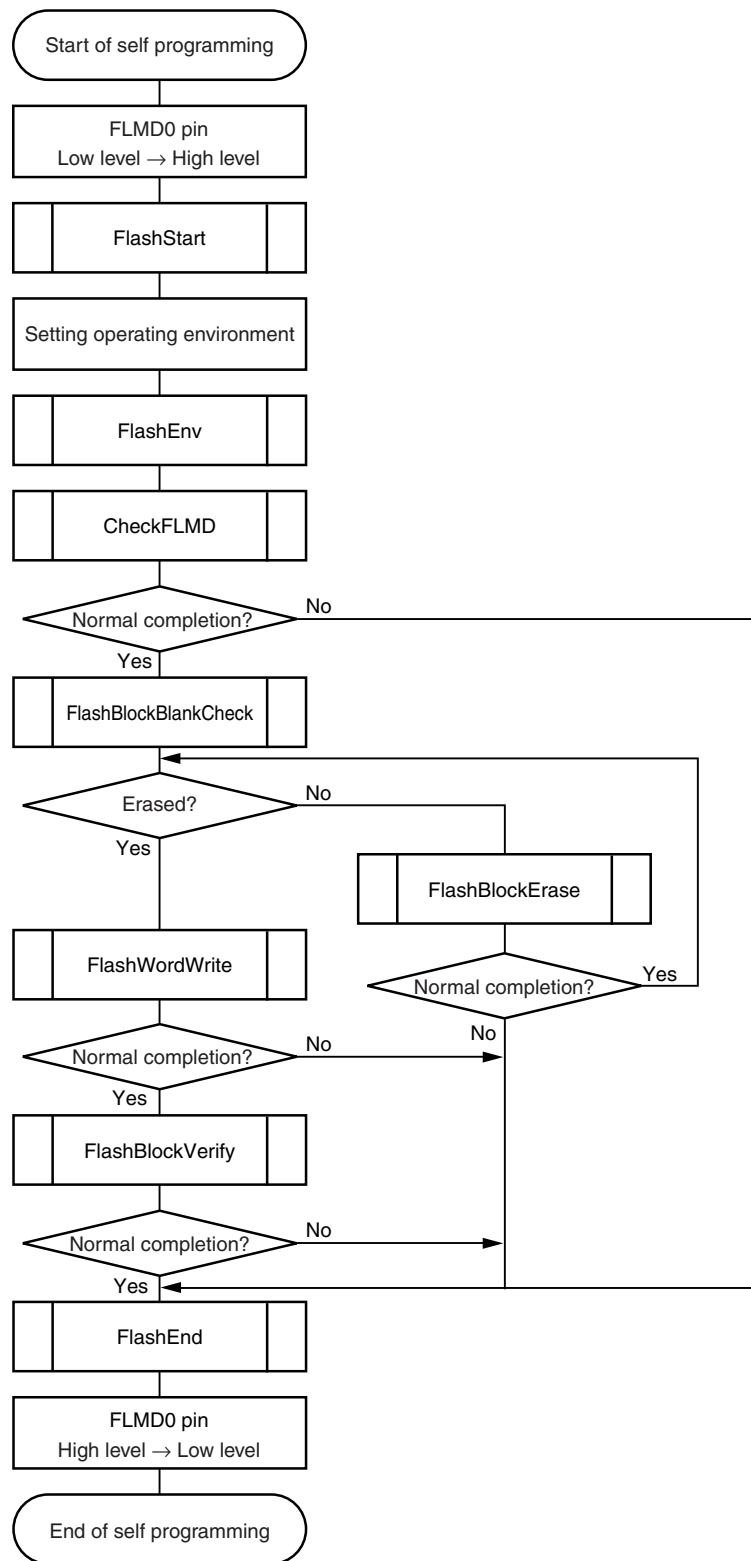 Start of self programming
FLMD0 pin
Low level → High level
FlashStart
Setting operating environment
FlashEnv
CheckFLMD
Normal completion?
No
Yes
FlashBlockBlankCheck
Erased?
No
Yes
FlashBlockErase
FlashWordWrite
Normal completion?
Yes
No
Normal completion?
No
Yes
FlashBlockVerify
Normal completion?
No
Yes
FlashEnd
FLMD0 pin
High level → Low level
End of self programming